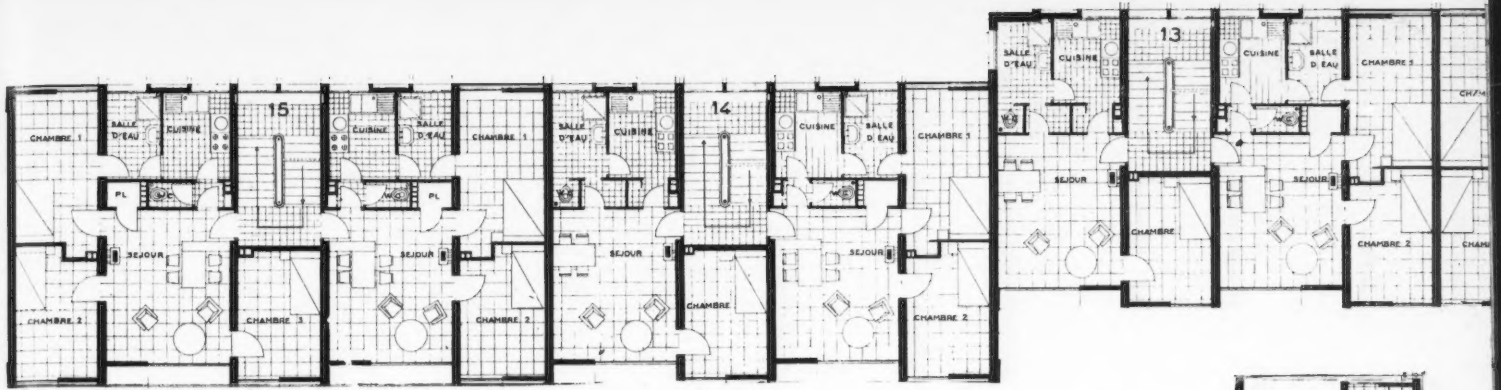 15
CHAMBRE 1
SALLE
D'EAU
CUISINE
PL
W.C
SEJOUR
CHAMBRE 2
CHAMBRE 3
CUISINE
SALLE
D'EAU
CHAMBRE 1
W.C
PL
SEJOUR
CHAMBRE 2
14
SALLE
D'EAU
CUISINE
W.C
SEJOUR
CHAMBRE
CUISINE
SALLE
D'EAU
CHAMBRE 1
W.C
SEJOUR
CHAMBRE 2
13
SALLE
D'EAU
CUISINE
W.C
SEJOUR
CHAMBRE
CUISINE
SALLE
D'EAU
CHAMBRE 1
W.C
SEJOUR
CHAMBRE 2